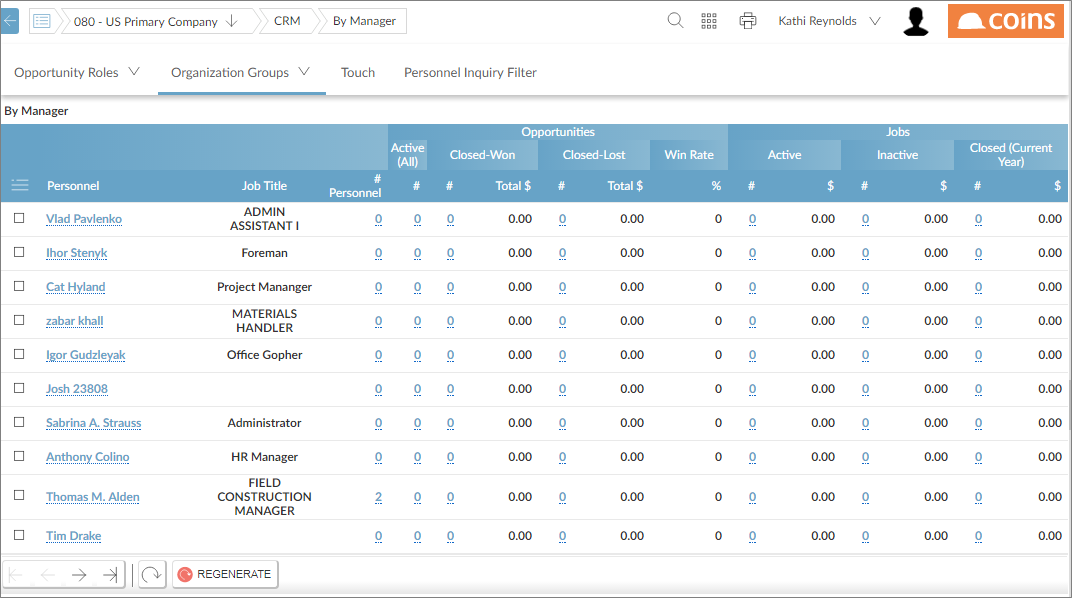 080 - US Primary Company CRM By Manager Kathi Reynolds coins
Opportunity Roles Organization Groups Touch Personnel Inquiry Filter
By Manager
Opportunities Jobs
Active (All) Closed-Won Closed-Lost Win Rate Active Inactive Closed (Current Year)
Personnel Job Title # Personnel # # Total $ # Total $ % # $ # $ # $
Vlad Pavlenko ADMIN ASSISTANT I 0 0 0 0.00 0 0.00 0 0 0.00 0 0.00 0 0.00
Ihor Stenyk Foreman 0 0 0 0.00 0 0.00 0 0 0.00 0 0.00 0 0.00
Cat Hyland Project Mananger 0 0 0 0.00 0 0.00 0 0 0.00 0 0.00 0 0.00
zabar khall MATERIALS HANDLER 0 0 0 0.00 0 0.00 0 0 0.00 0 0.00 0 0.00
Igor Gudzleyak Office Gopher 0 0 0 0.00 0 0.00 0 0 0.00 0 0.00 0 0.00
Josh 23808 0 0 0 0.00 0 0.00 0 0 0.00 0 0.00 0 0.00
Sabrina A. Strauss Administrator 0 0 0 0.00 0 0.00 0 0 0.00 0 0.00 0 0.00
Anthony Colino HR Manager 0 0 0 0.00 0 0.00 0 0 0.00 0 0.00 0 0.00
Thomas M. Alden FIELD CONSTRUCTION MANAGER 2 0 0 0.00 0 0.00 0 0 0.00 0 0.00 0 0.00
Tim Drake 0 0 0 0.00 0 0.00 0 0 0.00 0 0.00 0 0.00
REGENERATE